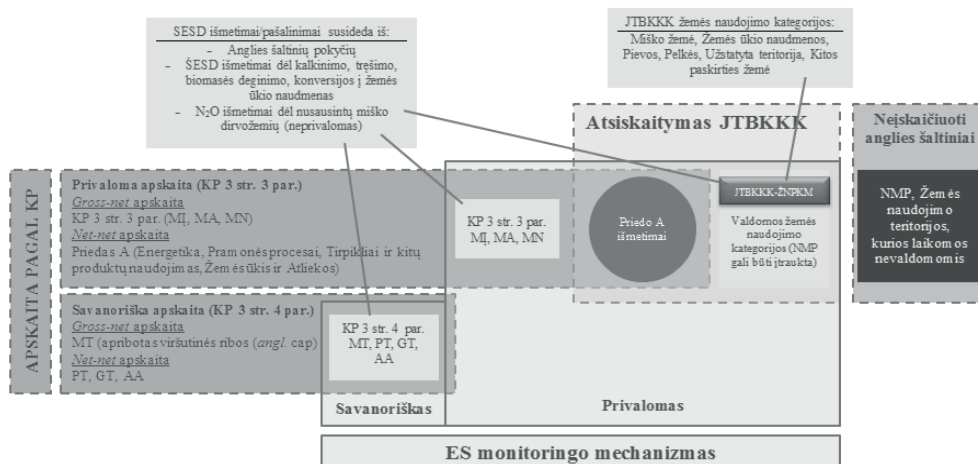 SESD išmetimai/pašalinimai susideda iš:
- Anglies šaltinių pokyčių
- ŠESD išmetimai dėl kalkinimo, tręšimo,
biomasės deginimo, konversijos į žemės
ūkio naudmenas
- N₂O išmetimai dėl nusausintų miško
dirvožemių (neprivalomas)
JTBKKK žemės naudojimo kategorijos:
Miško žemė, Žemės ūkio naudmenos,
Pievos, Pelkės, Užstatyta teritorija, Kitos
paskirties žemė
Atsiskaitymas JTBKKK
Neįskaičiuoti
anglies šaltiniai
APSKAITA PAGAL KP
Privaloma apskaita (KP 3 str. 3 par.)
Gross-net apskaita
KP 3 str. 3 par. (MĮ, MA, MN)
Net-net apskaita
Priedas A (Energetika, Pramonės procesai, Tirpikliai ir kitų
produktų naudojimas, Žemės ūkis ir Atliekos)
KP 3 str. 3 par.
MĮ, MA, MN
Priedo A
išmetimai
JTBKKK-ŽNPKM
Valdomos žemės
naudojimo
kategorijos (NMP
gali būti įtraukta)
NMP, Žemės
naudojimo
teritorijos,
kurios laikomos
nevaldomomis
Savanoriška apskaita (KP 3 str. 4 par.)
Gross-net apskaita
MT (apribotas viršutinės ribos (angl. cap)
Net-net apskaita
PT, GT, AA
KP 3 str. 4 par.
MT, PT, GT,
AA
Savanoriškas
Privalomas
ES monitoringo mechanizmas